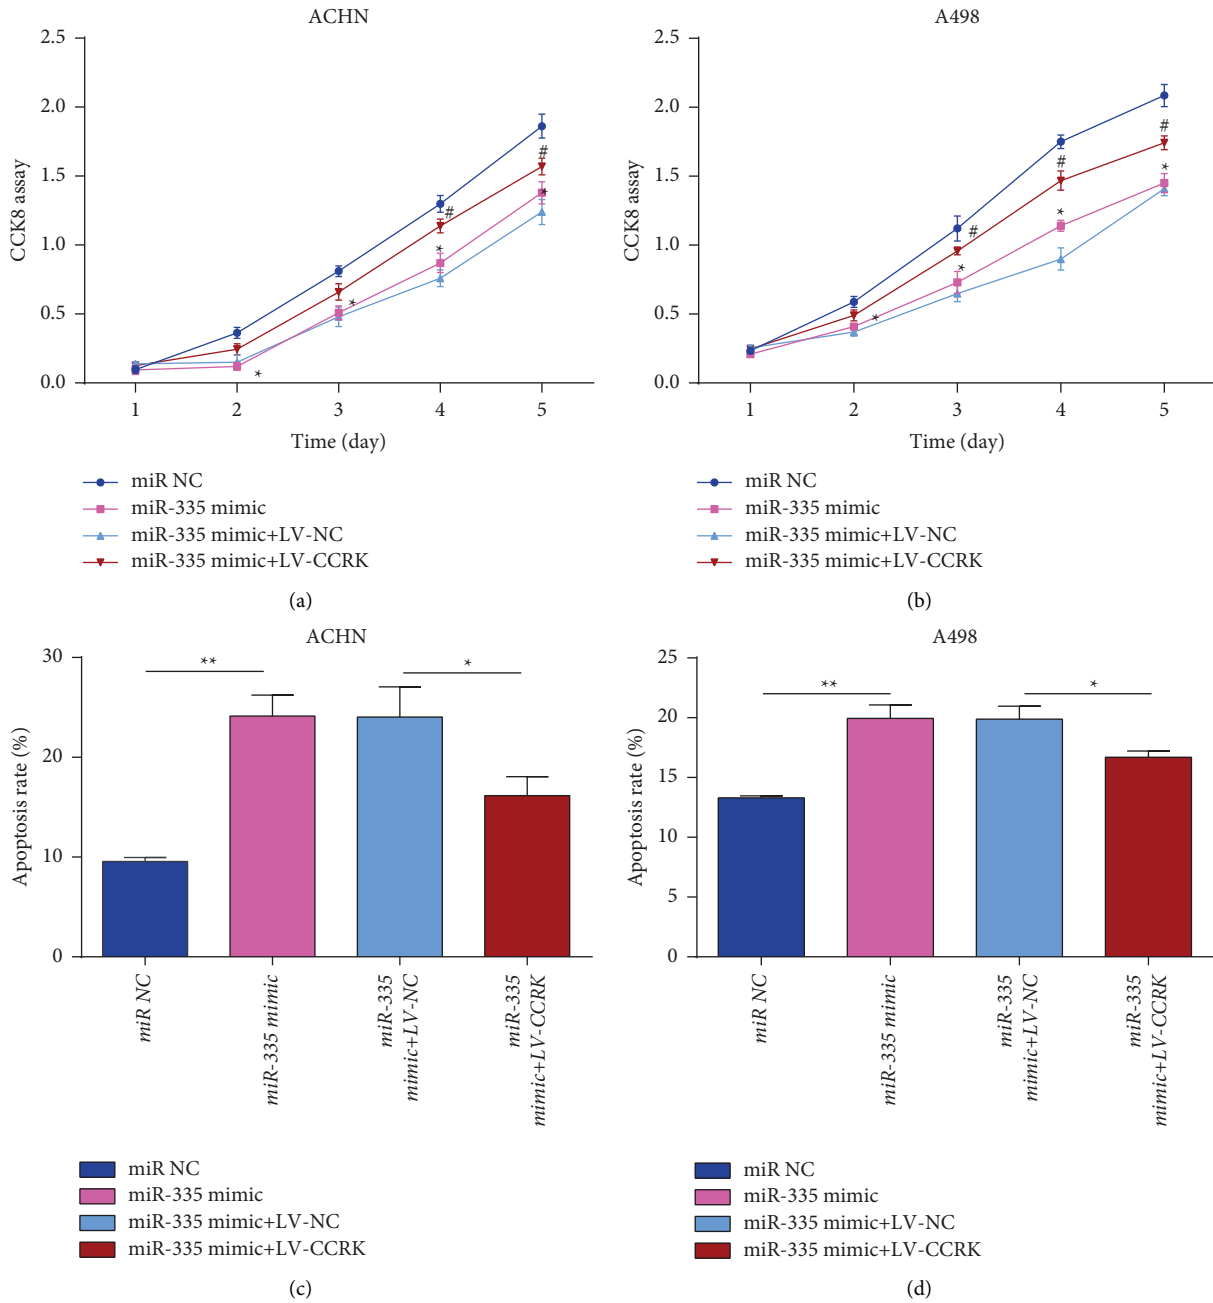 ACHN
2.5
2.0
1.5
1.0
0.5
0.0
CCK8 assay
#
#
*
*
*
*
1 2 3 4 5
Time (day)
miR NC
miR-335 mimic
miR-335 mimic+LV-NC
miR-335 mimic+LV-CCRK
(a)
A498
2.5
2.0
1.5
1.0
0.5
0.0
CCK8 assay
#
#
#
*
*
*
*
1 2 3 4 5
Time (day)
miR NC
miR-335 mimic
miR-335 mimic+LV-NC
miR-335 mimic+LV-CCRK
(b)
ACHN
30
20
10
0
Apoptosis rate (%)
**
*
miR NC
miR-335 mimic
miR-335
mimic+LV-NC
miR-335
mimic+LV-CCRK
miR NC
miR-335 mimic
miR-335 mimic+LV-NC
miR-335 mimic+LV-CCRK
(c)
A498
25
20
15
10
5
0
Apoptosis rate (%)
**
*
miR NC
miR-335 mimic
miR-335
mimic+LV-NC
miR-335
mimic+LV-CCRK
miR NC
miR-335 mimic
miR-335 mimic+LV-NC
miR-335 mimic+LV-CCRK
(d)